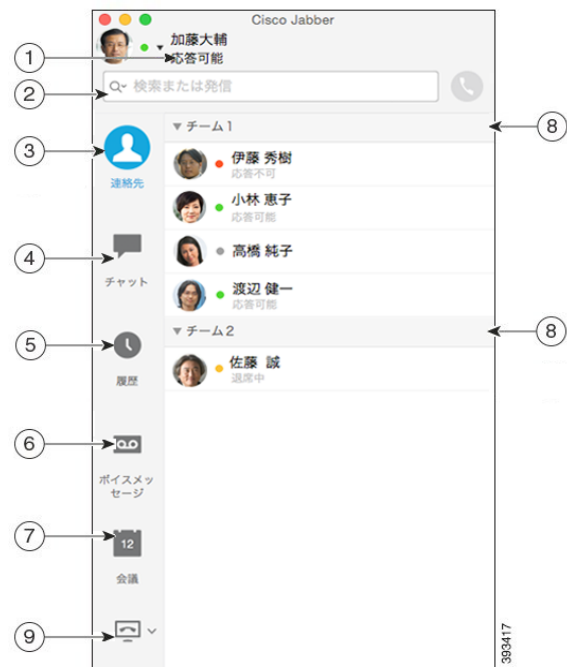 Cisco Jabber
加藤大輔
1
応答可能
2
検索または発信
チーム1
8
3
連絡先
伊藤 秀樹
応答不可
小林 恵子
応答可能
4
チャット
高橋 純子
渡辺 健一
応答可能
チーム2
8
5
履歴
佐藤 誠
退席中
6
ボイスメッ
セージ
7
12
会議
9
393417